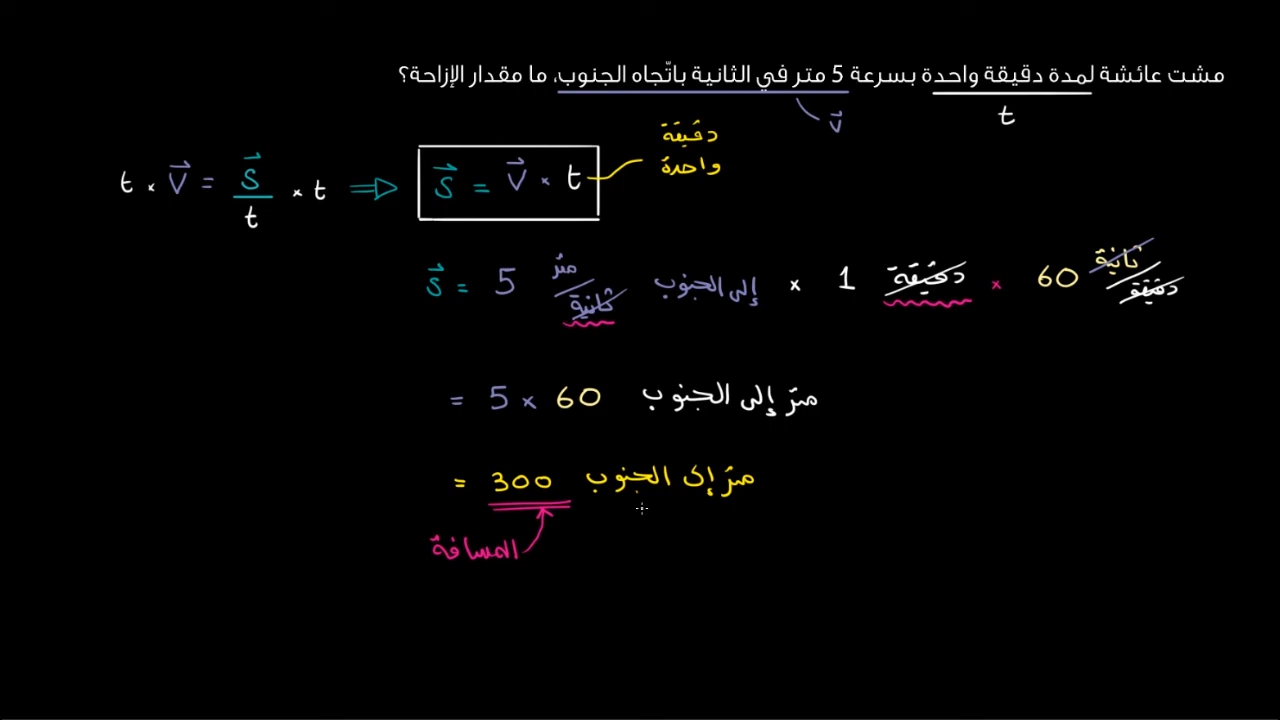 مشت عائشة لمدة دقيقة واحدة بسرعة 5 متر في الثانية باتّجاه الجنوب، ما مقدار الإزاحة؟
t
v
دقيقة
واحدة
t × v = s / t × t ⇒ s = v × t
s = 5 متر / ثانية إلى الجنوب × 1 دقيقة × 60 ثانية / دقيقة
= 5 × 60 متر إلى الجنوب
= 300 متر إلى الجنوب
المسافة